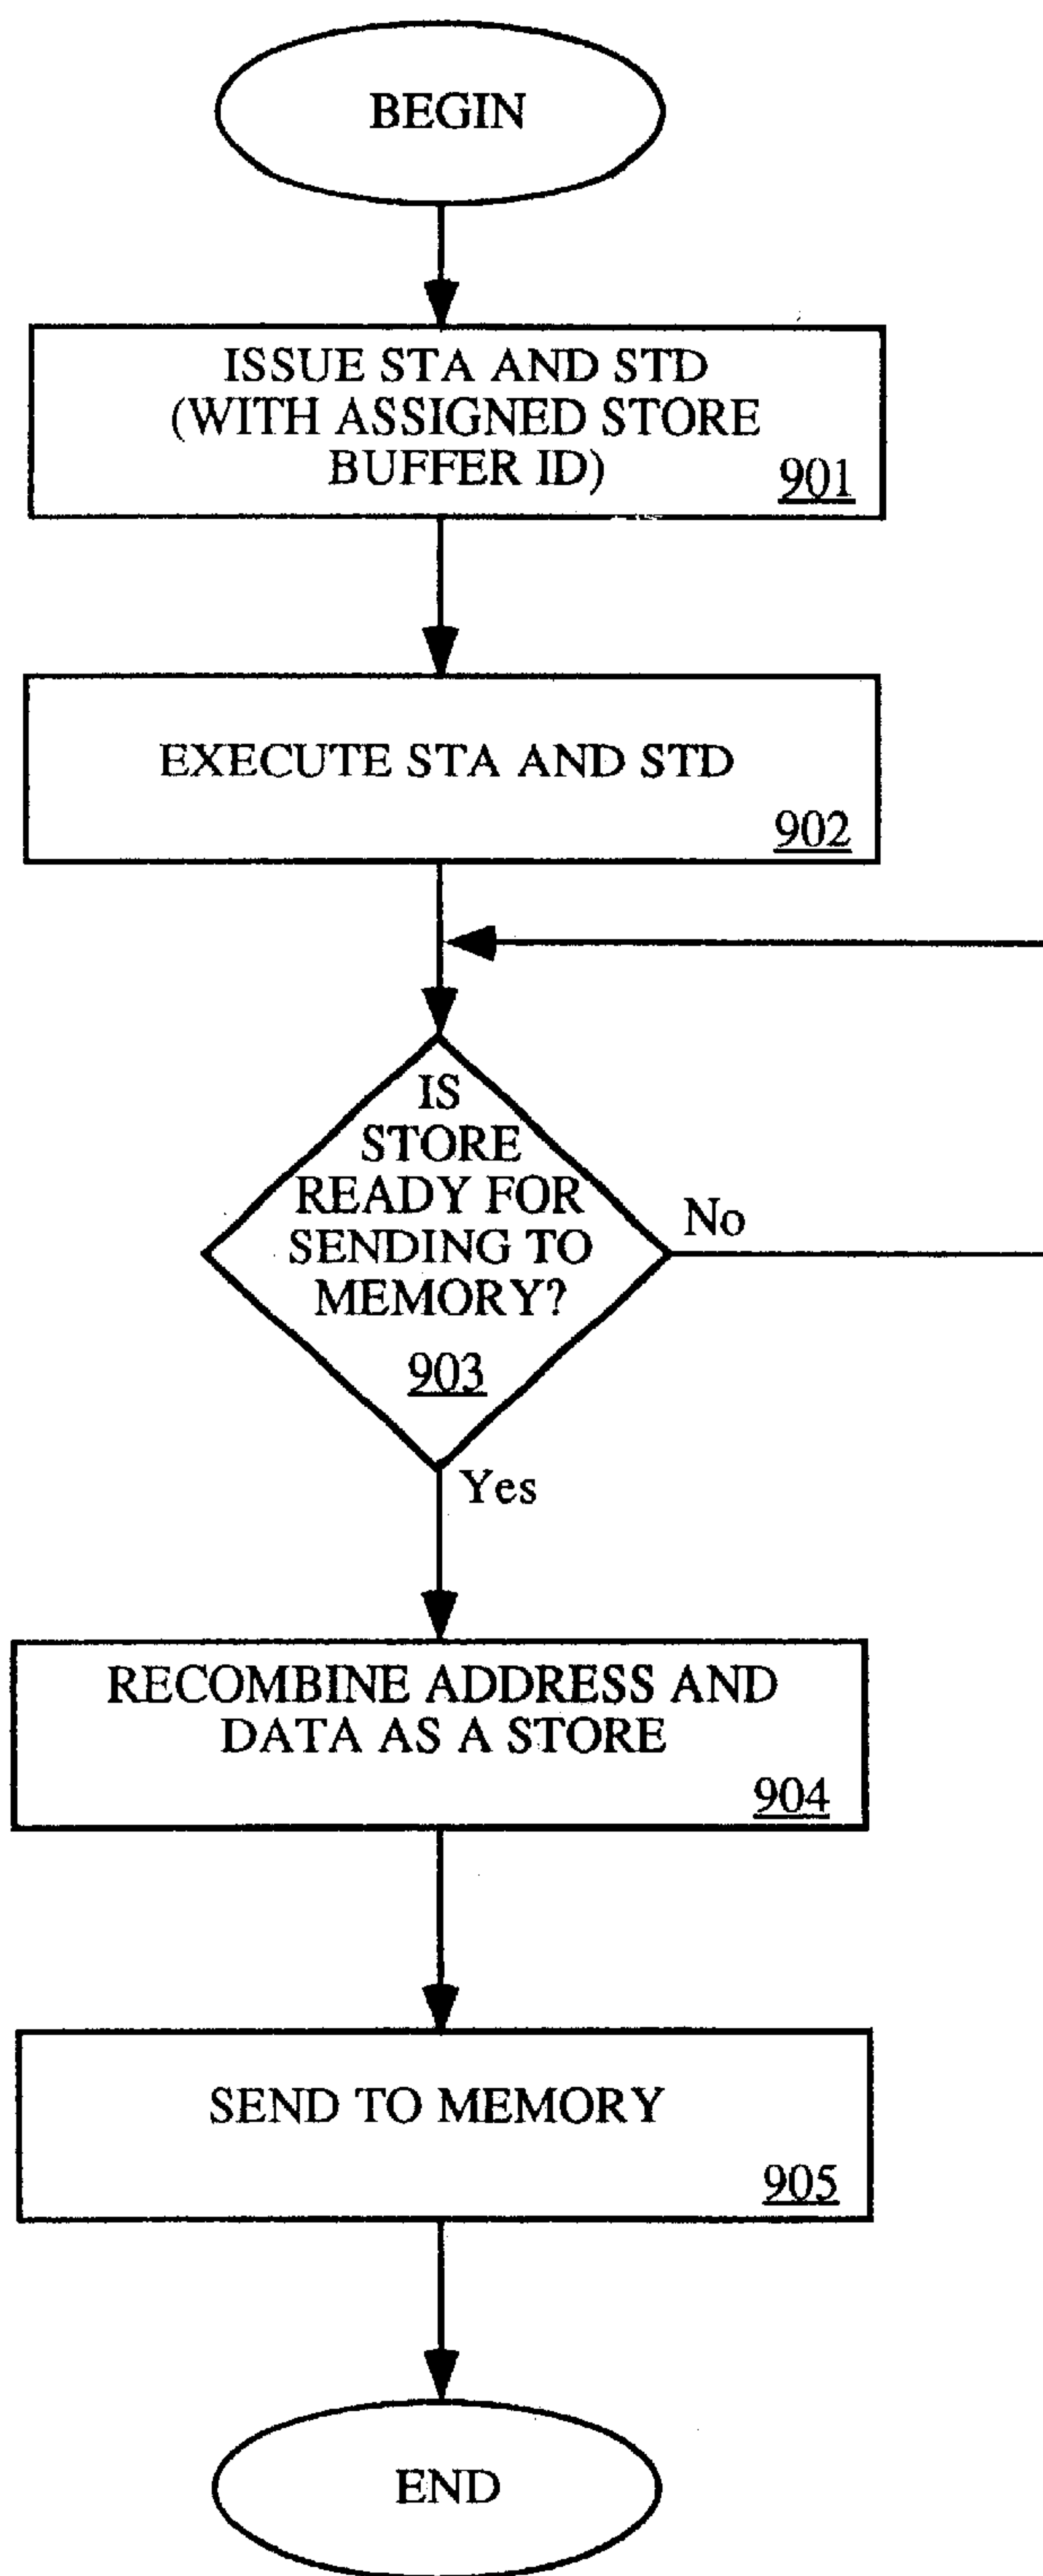 BEGIN
ISSUE STA AND STD
(WITH ASSIGNED STORE
BUFFER ID)
901
EXECUTE STA AND STD
902
IS
STORE
READY FOR
SENDING TO
MEMORY?
903
No
Yes
RECOMBINE ADDRESS AND
DATA AS A STORE
904
SEND TO MEMORY
905
END